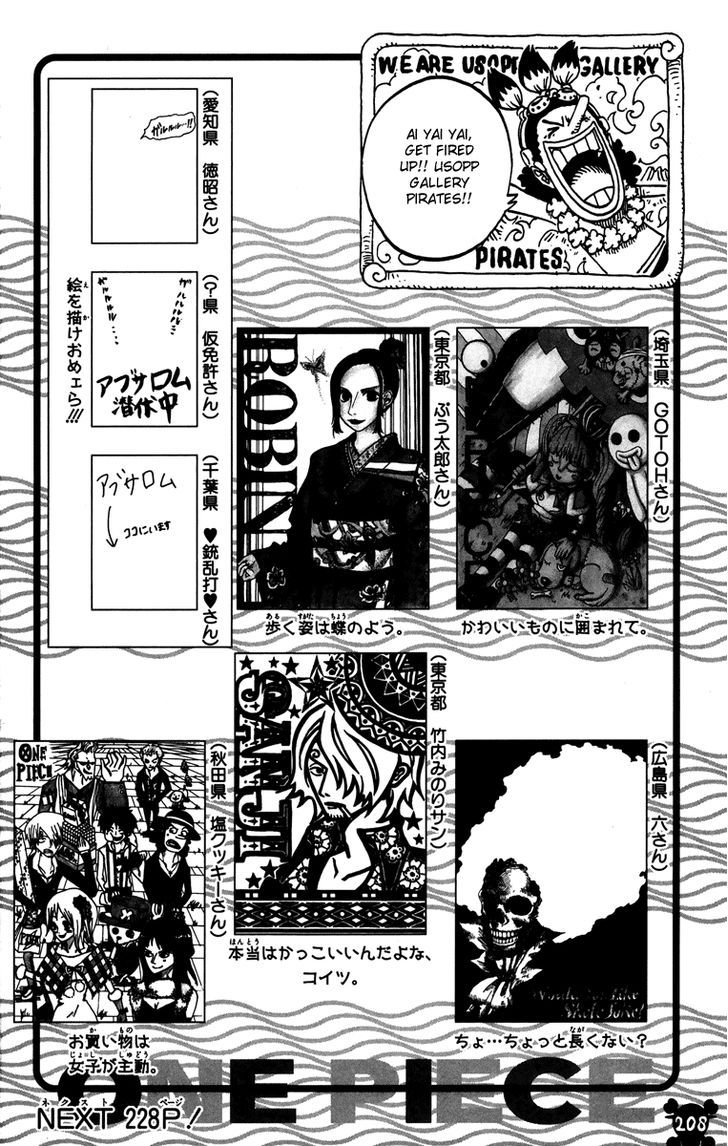 WE ARE USOPP GALLERY
PIRATES
AI YAI YAI,
GET FIRED
UP!! USOPP
GALLERY
PIRATES!!
(埼玉県 GOTOHさん)
かわいいものに囲まれて。
ROBIN
(東京都 ぶう太郎さん)
歩く姿は蝶のよう。
(愛知県 徳昭さん)
ガルルル…!!
(?県 仮免許さん)
ガルルルル
ガルルル…
アブサロム
潜伏中
絵を描けおめェら!!!
(千葉県 ♥銃乱打♥さん)
アブサロム
ココにいます
(広島県 六さん)
ちょ…ちょっと長くない?
SANJI
(東京都 竹内みのりサン)
本当はかっこいいんだよな、
コイツ。
ONE
PIECE
(秋田県 塩クッキーさん)
お買い物は
女子が主動。
ONE PIECE
NEXT 228P!
ネクスト ページ
208